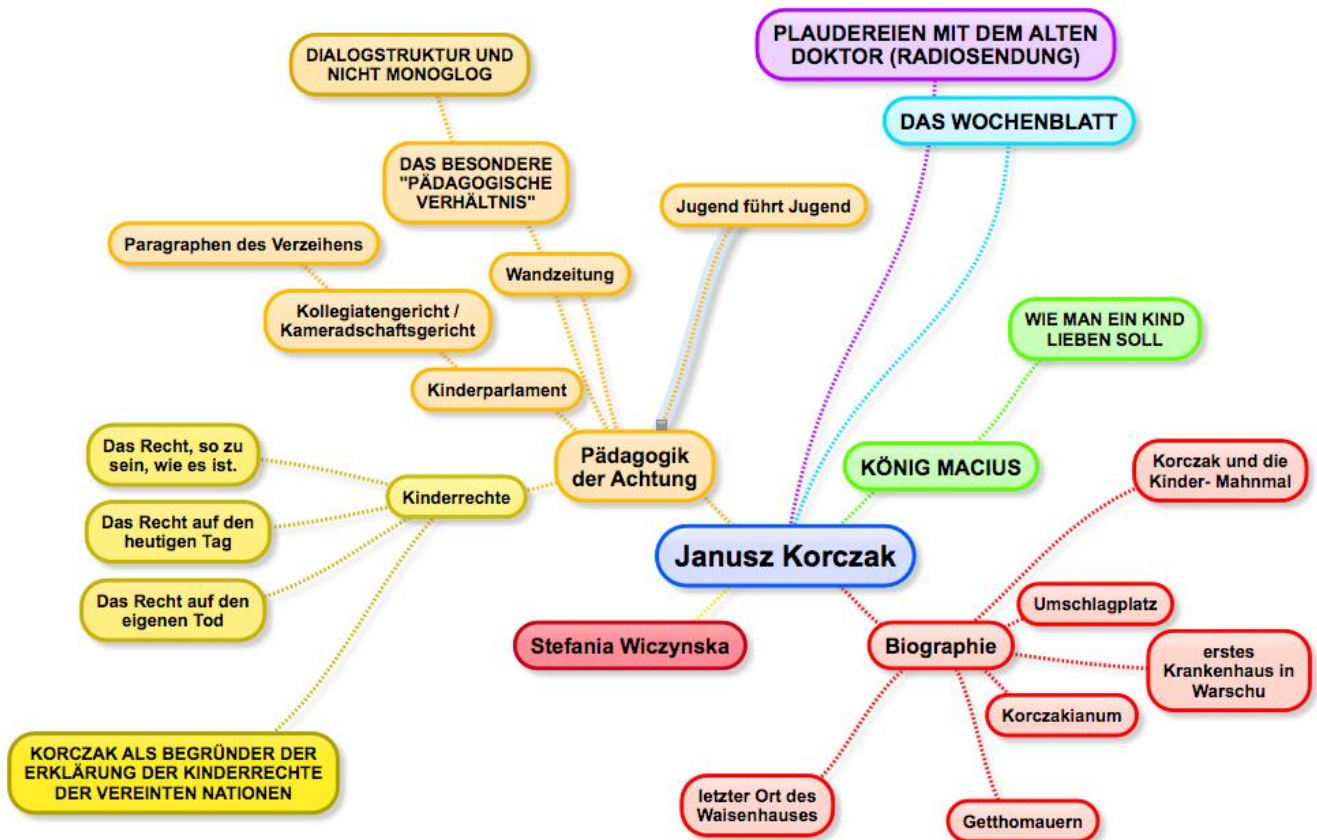 PLAUDEREIEN MIT DEM ALTEN
DOKTOR (RADIOSENDUNG)
DIALOGSTRUKTUR UND
NICHT MONOGLOG
DAS WOCHENBLATT
DAS BESONDERE
"PÄDAGOGISCHE
VERHÄLTNIS"
Jugend führt Jugend
Paragraphen des Verzeihens
Wandzeitung
Kollegiatengericht /
Kameradschaftsgericht
WIE MAN EIN KIND
LIEBEN SOLL
Kinderparlament
Das Recht, so zu
sein, wie es ist.
Pädagogik
der Achtung
KÖNIG MACIUS
Korczak und die
Kinder- Mahnmal
Kinderrechte
Das Recht auf den
heutigen Tag
Janusz Korczak
Das Recht auf den
eigenen Tod
Umschlagplatz
Stefania Wiczynska
Biographie
erstes
Krankenhaus in
Warschu
Korczakianum
KORCZAK ALS BEGRÜNDER DER
ERKLÄRUNG DER KINDERRECHTE
DER VEREINTEN NATIONEN
letzter Ort des
Waisenhauses
Getthomauern